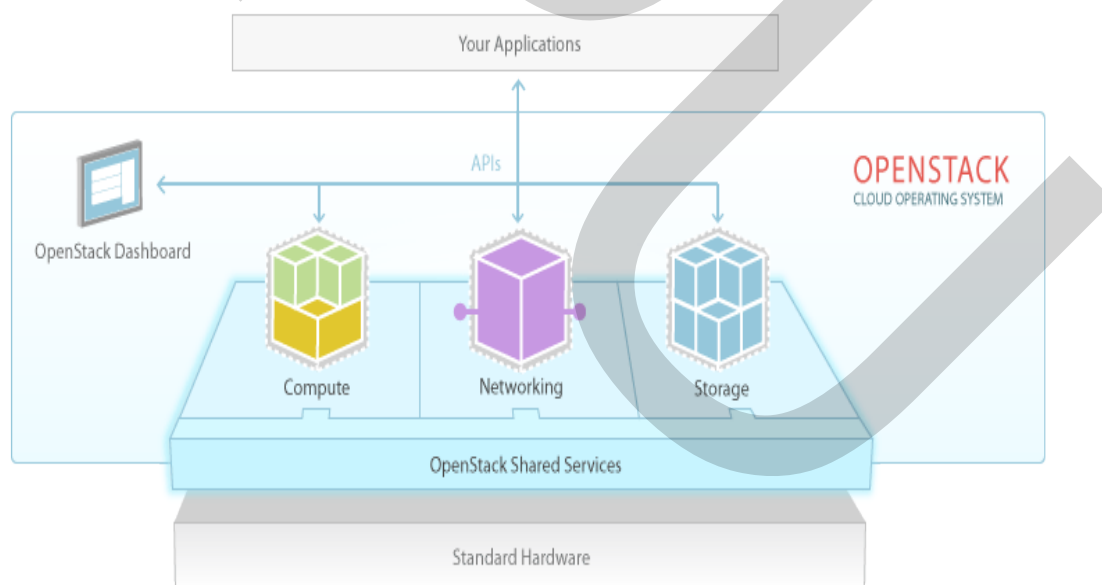 Your Applications
APIs
OPENSTACK
CLOUD OPERATING SYSTEM
OpenStack Dashboard
Compute
Networking
Storage
OpenStack Shared Services
Standard Hardware